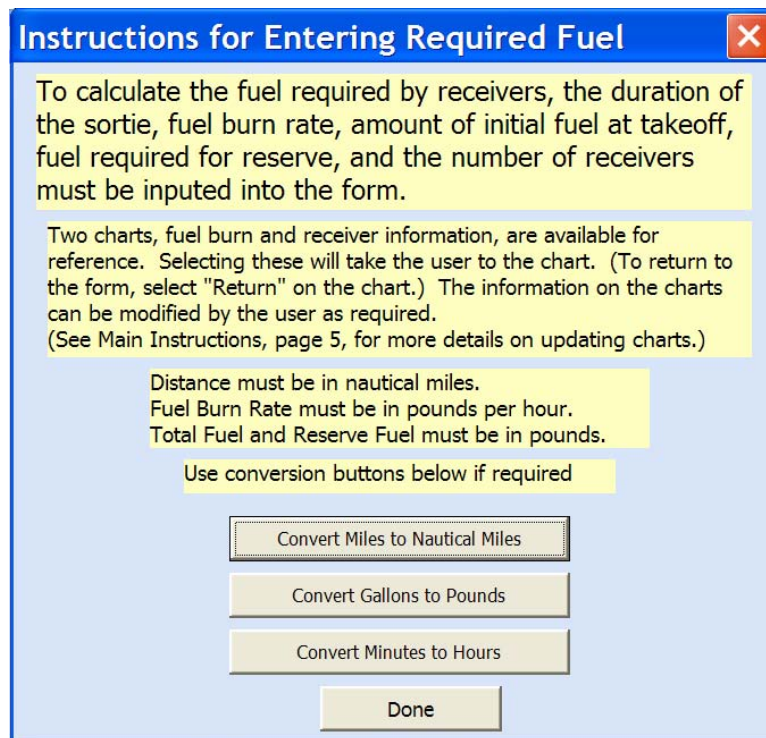 Instructions for Entering Required Fuel
To calculate the fuel required by receivers, the duration of
the sortie, fuel burn rate, amount of initial fuel at takeoff,
fuel required for reserve, and the number of receivers
must be inputed into the form.
Two charts, fuel burn and receiver information, are available for
reference.  Selecting these will take the user to the chart.  (To return to
the form, select "Return" on the chart.)  The information on the charts
can be modified by the user as required.
(See Main Instructions, page 5, for more details on updating charts.)
Distance must be in nautical miles.
Fuel Burn Rate must be in pounds per hour.
Total Fuel and Reserve Fuel must be in pounds.
Use conversion buttons below if required
Convert Miles to Nautical Miles
Convert Gallons to Pounds
Convert Minutes to Hours
Done